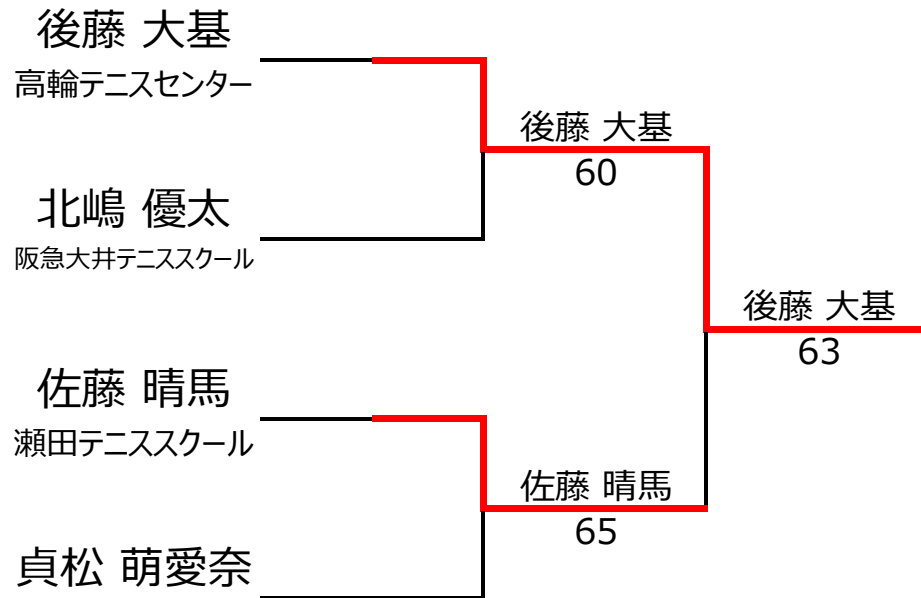 後藤 大基
高輪テニスセンター
後藤 大基
60
北嶋 優太
阪急大井テニススクール
後藤 大基
63
佐藤 晴馬
瀬田テニススクール
佐藤 晴馬
65
貞松 萌愛奈